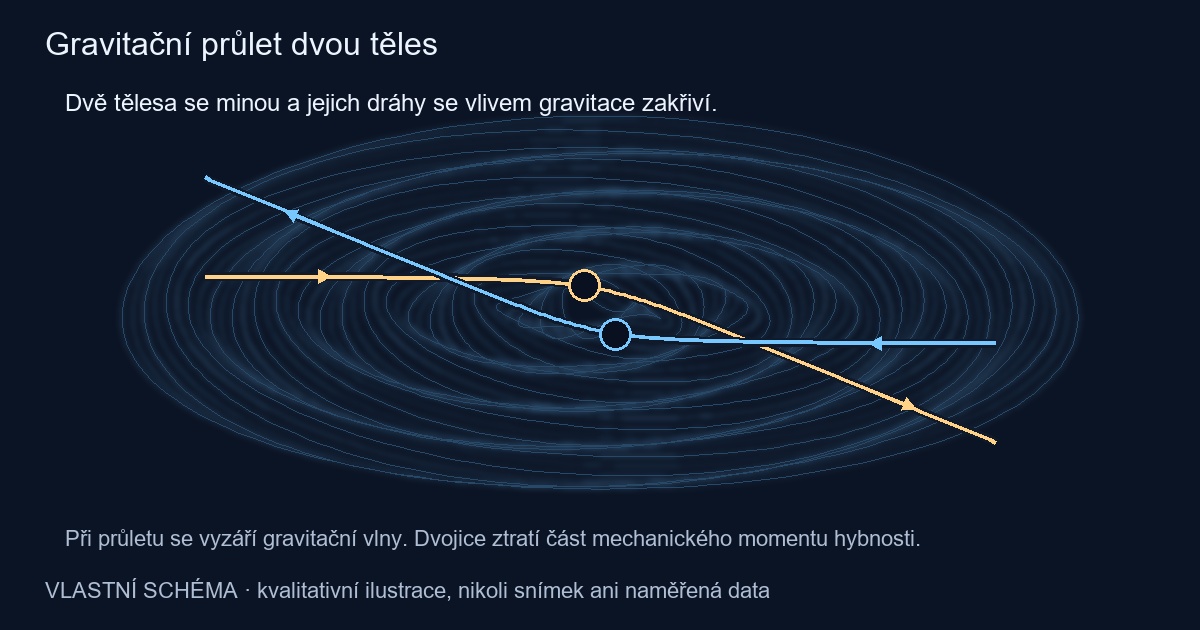 Gravitační průlet dvou těles
Dvě tělesa se minou a jejich dráhy se vlivem gravitace zakřiví.
Při průletu se vyzáří gravitační vlny. Dvojice ztratí část mechanického momentu hybnosti.
VLASTNÍ SCHÉMA · kvalitativní ilustrace, nikoli snímek ani naměřená data